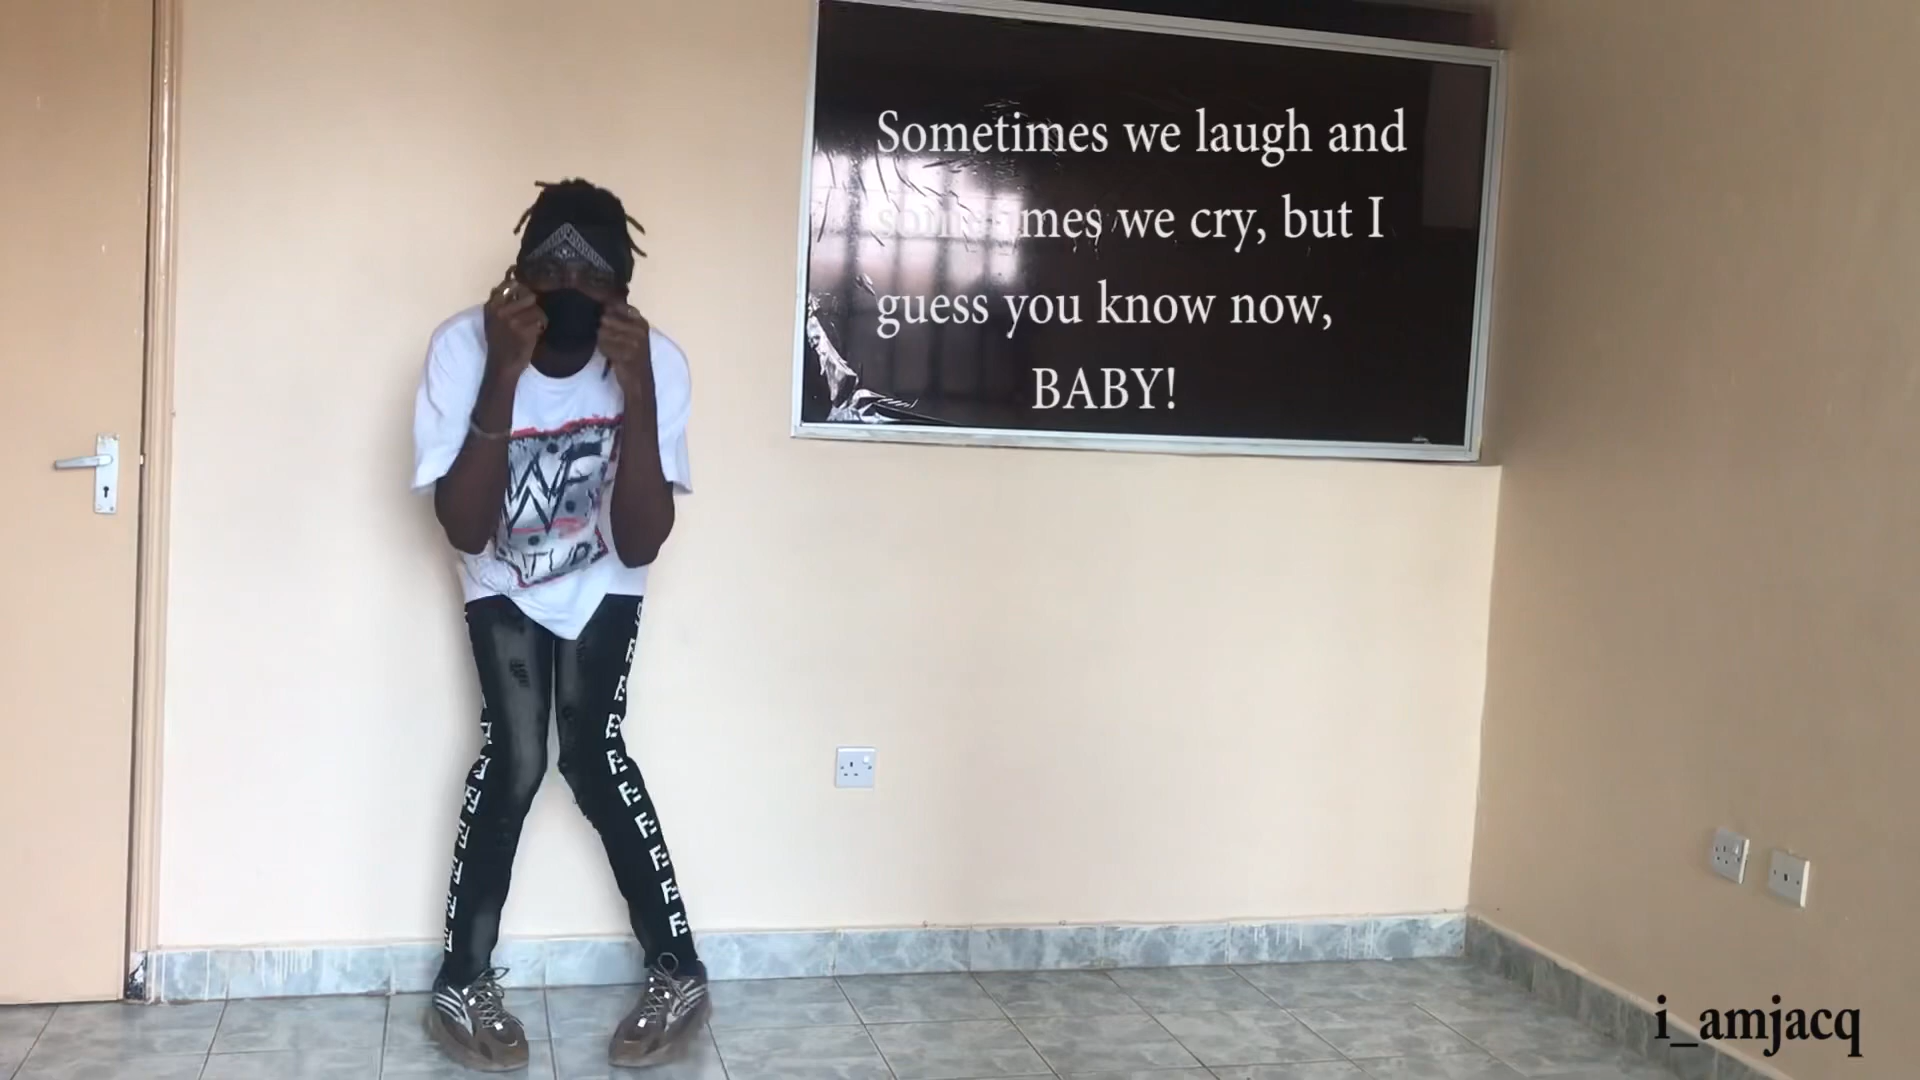 Sometimes we laugh and
sometimes we cry, but I
guess you know now,
BABY!
W
E
E
E
E
E
E
E
i_amjacq